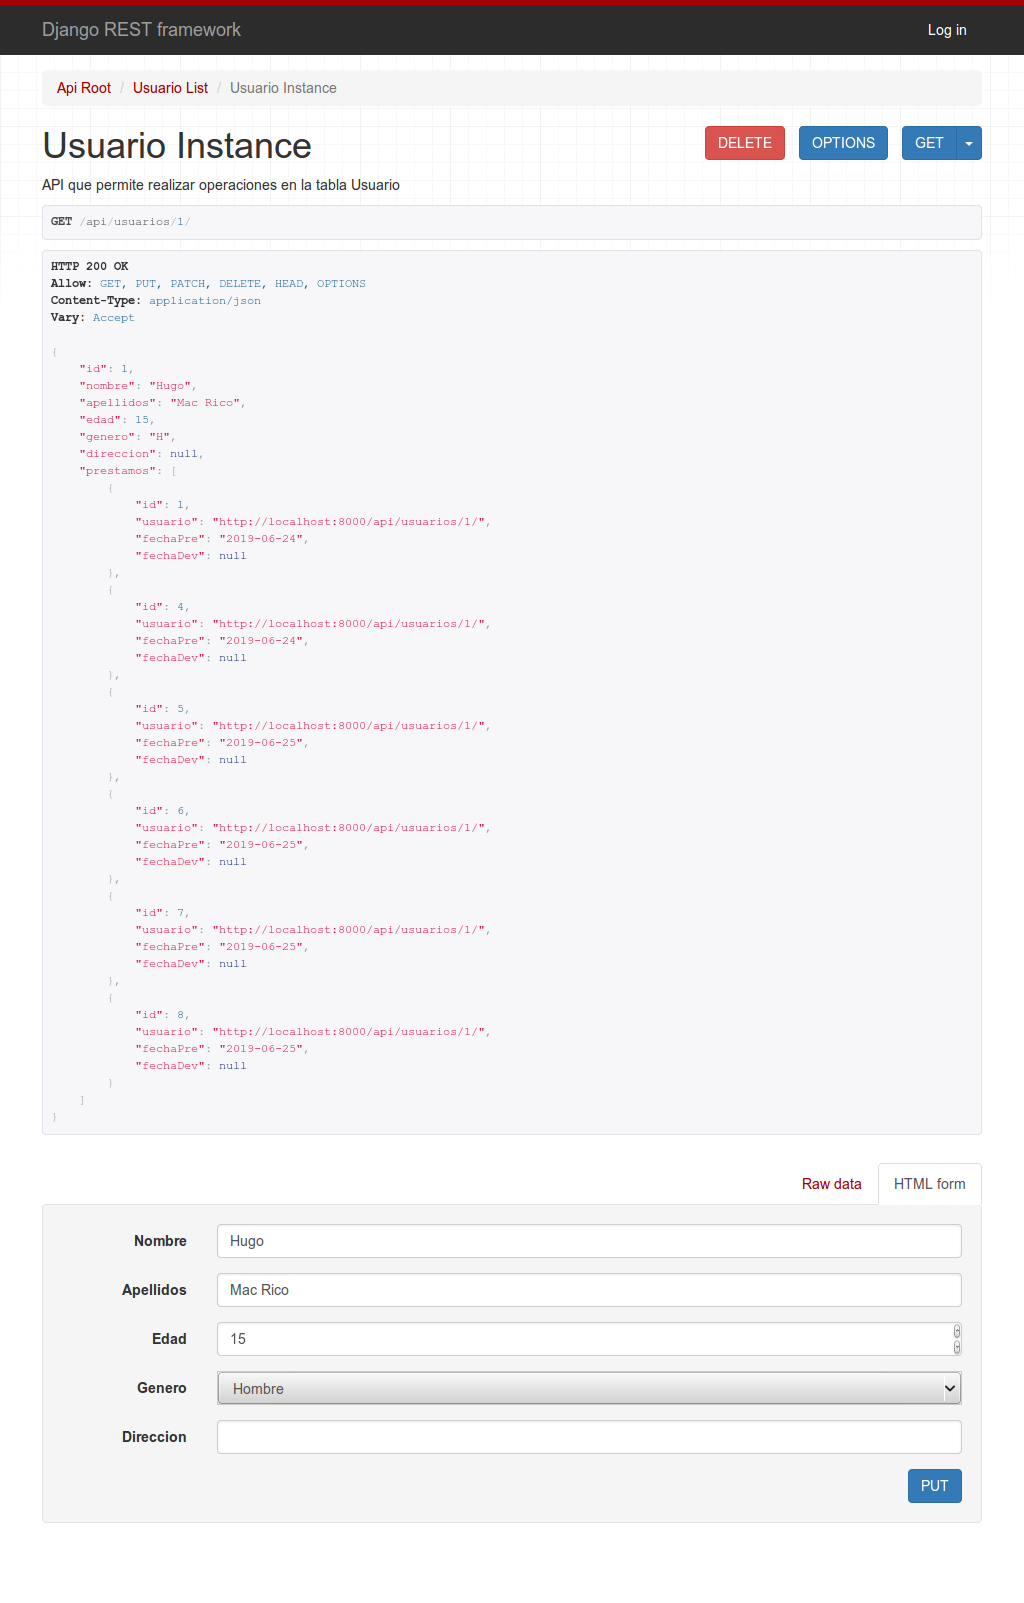 Django REST framework
Log in
Api Root / Usuario List / Usuario Instance
Usuario Instance
DELETE
OPTIONS
GET
API que permite realizar operaciones en la tabla Usuario
GET /api/usuarios/1/
HTTP 200 OK
Allow: GET, PUT, PATCH, DELETE, HEAD, OPTIONS
Content-Type: application/json
Vary: Accept
{
"id": 1,
"nombre": "Hugo",
"apellidos": "Mac Rico",
"edad": 15,
"genero": "H",
"direccion": null,
"prestamos": [
{
"id": 1,
"usuario": "http://localhost:8000/api/usuarios/1/",
"fechaPre": "2019-06-24",
"fechaDev": null
},
{
"id": 4,
"usuario": "http://localhost:8000/api/usuarios/1/",
"fechaPre": "2019-06-24",
"fechaDev": null
},
{
"id": 5,
"usuario": "http://localhost:8000/api/usuarios/1/",
"fechaPre": "2019-06-25",
"fechaDev": null
},
{
"id": 6,
"usuario": "http://localhost:8000/api/usuarios/1/",
"fechaPre": "2019-06-25",
"fechaDev": null
},
{
"id": 7,
"usuario": "http://localhost:8000/api/usuarios/1/",
"fechaPre": "2019-06-25",
"fechaDev": null
},
{
"id": 8,
"usuario": "http://localhost:8000/api/usuarios/1/",
"fechaPre": "2019-06-25",
"fechaDev": null
}
]
}
Raw data
HTML form
Nombre Hugo
Apellidos Mac Rico
Edad 15
Genero Hombre
Direccion
PUT